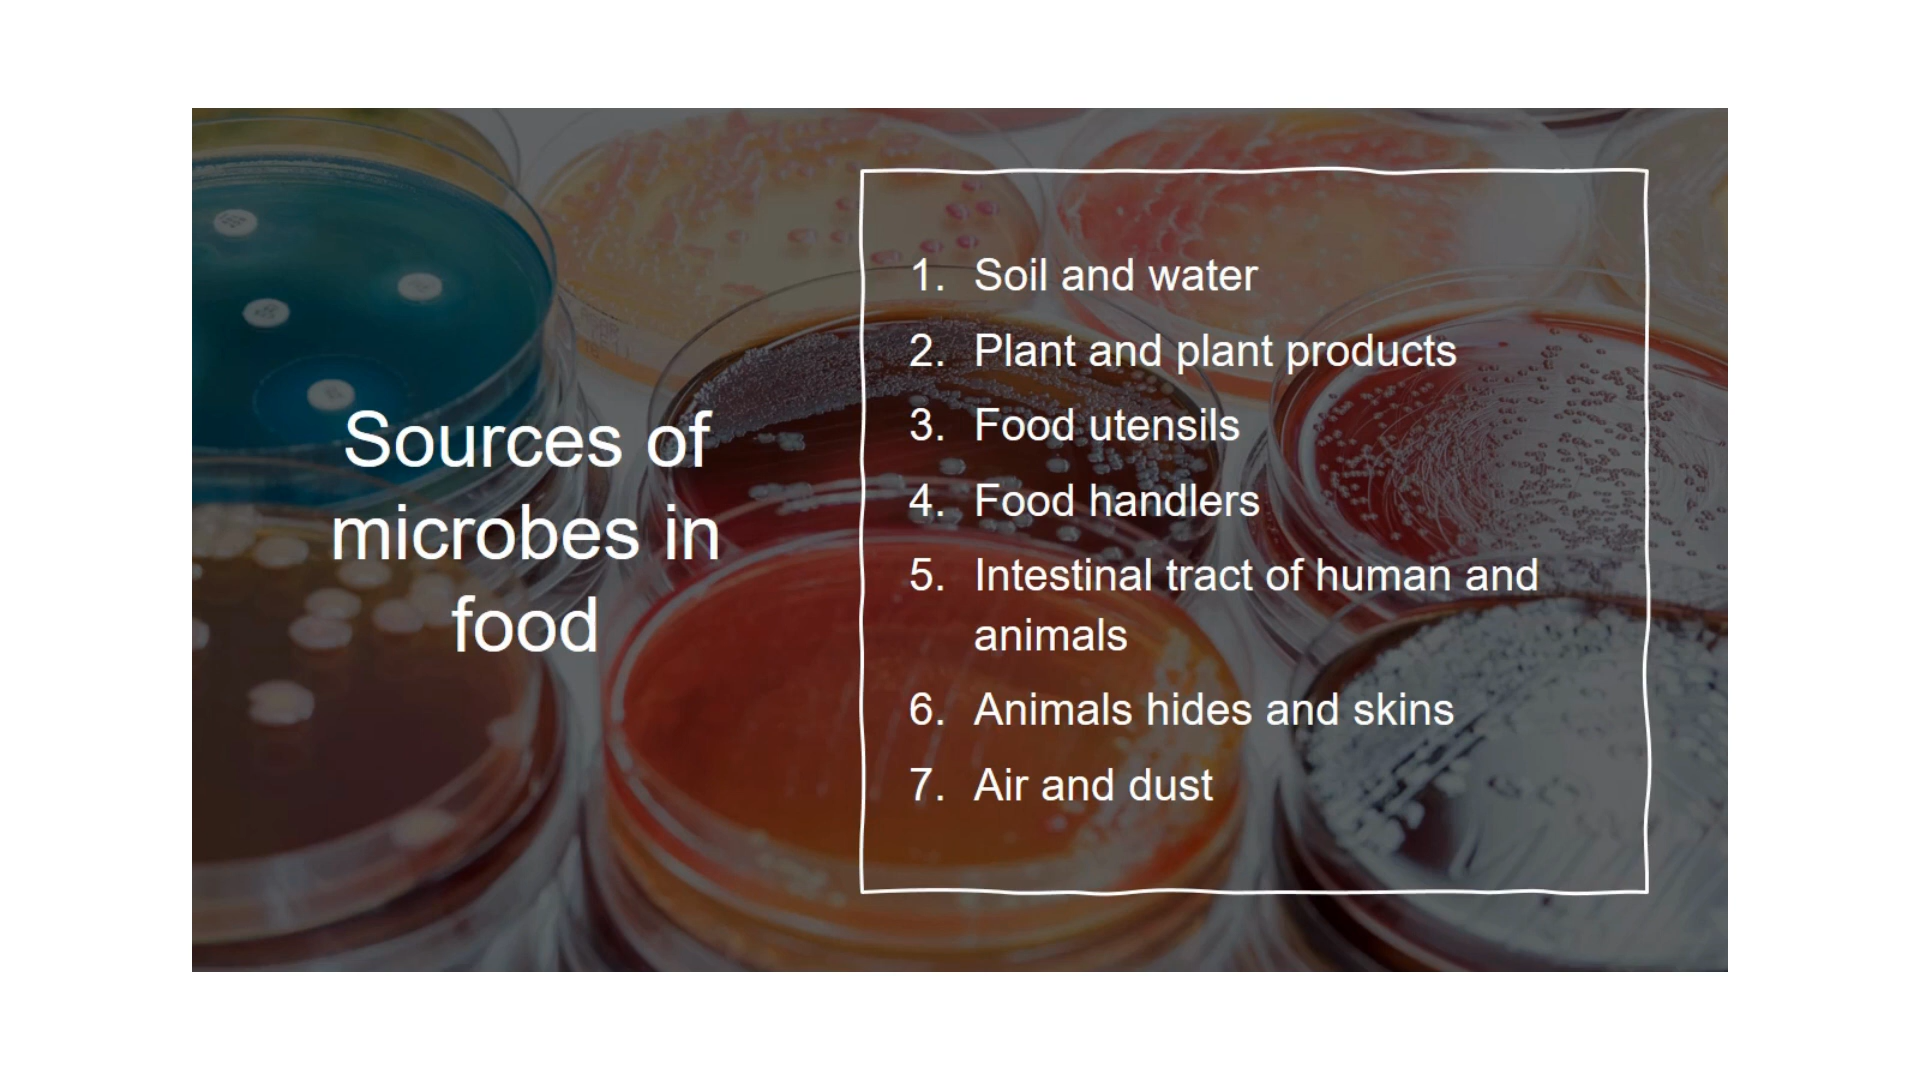 Sources of
microbes in
food
1. Soil and water
2. Plant and plant products
3. Food utensils
4. Food handlers
5. Intestinal tract of human and
animals
6. Animals hides and skins
7. Air and dust